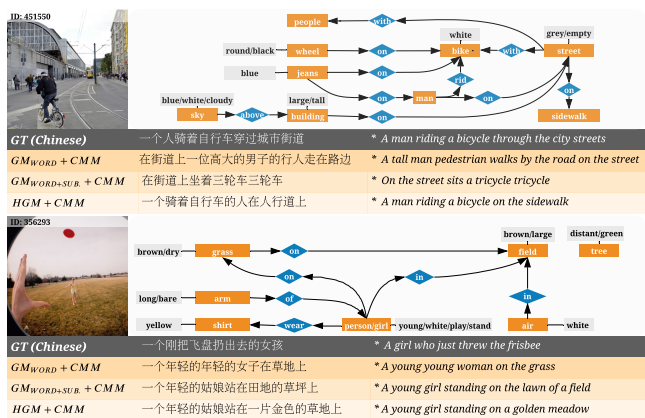 ID: 451550
people
with
white
grey/empty
round/black
wheel
on
bike
with
street
blue
jeans
rid
on
man
on
on
blue/white/cloudy
large/tall
sky
above
building
on
sidewalk
GT (Chinese) 一个人骑着自行车穿过城市街道 * A man riding a bicycle through the city streets
GMWORD + CMM 在街道上一位高大的男子的行人走在路边 * A tall man pedestrian walks by the road on the street
GMWORD+SUB. + CMM 在街道上坐着三轮车三轮车 * On the street sits a tricycle tricycle
HGM + CMM 一个骑着自行车的人在人行道上 * A man riding a bicycle on the sidewalk
ID: 356293
brown/large
distant/green
brown/dry
grass
on
field
tree
on
in
long/bare
arm
of
in
yellow
shirt
wear
person/girl
young/white/play/stand
air
white
GT (Chinese) 一个刚把飞盘扔出去的女孩 * A girl who just threw the frisbee
GMWORD + CMM 一个年轻的年轻的女子在草地上 * A young young woman on the grass
GMWORD+SUB. + CMM 一个年轻的姑娘站在田地的草坪上 * A young girl standing on the lawn of a field
HGM + CMM 一个年轻的姑娘站在一片金色的草地上 * A young girl standing on a golden meadow